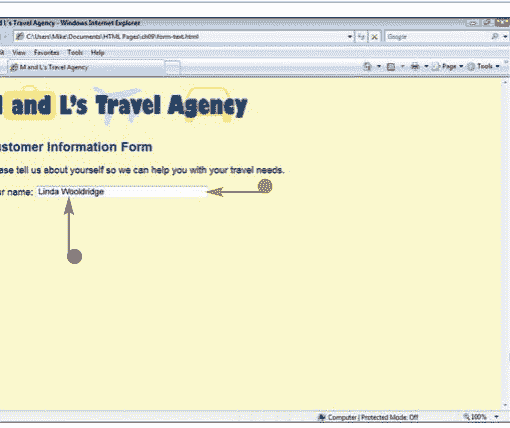 d L's Travel Agency - Windows Internet Explorer
C:\Users\Mike\Documents\HTML Pages\ch09\form-text.html
Google
it View Favorites Tools Help
M and L's Travel Agency
Page Tools
and L's Travel Agency
ustomer Information Form
ase tell us about yourself so we can help you with your travel needs.
r name: Linda Wooldridge
Computer | Protected Mode: Off
100%